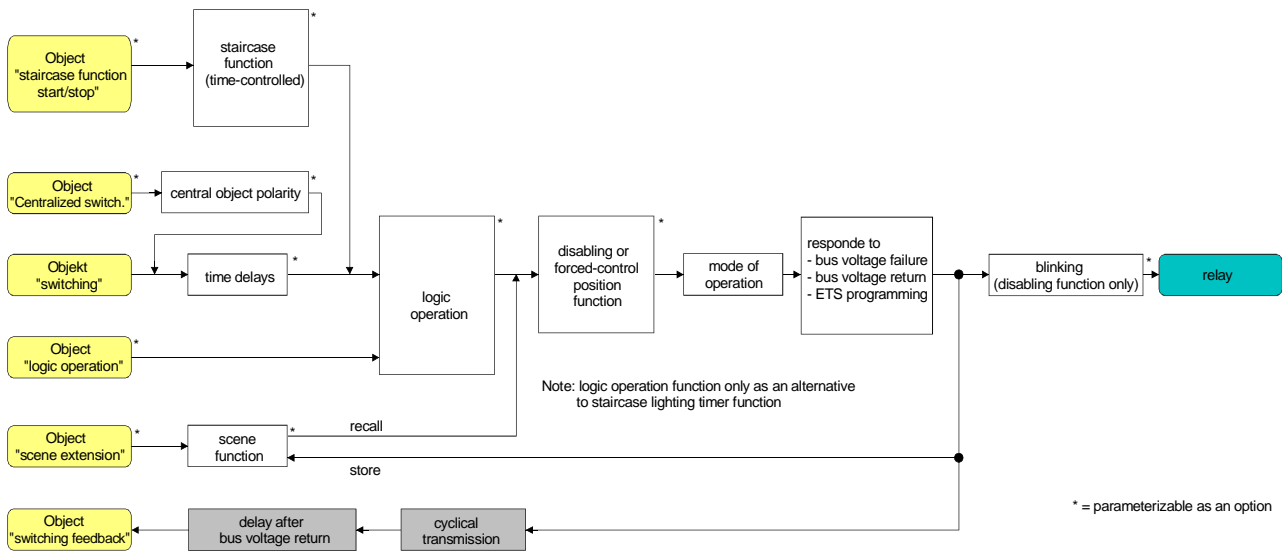 Object
"staircase function
start/stop"
*
staircase
function
(time-controlled)
*
Object
"Centralized switch."
*
central object polarity
*
Objekt
"switching"
time delays
*
Object
"logic operation"
*
logic
operation
*
disabling or
forced-control
position
function
*
mode of
operation
responde to
- bus voltage failure
- bus voltage return
- ETS programming
blinking
(disabling function only)
*
relay
Note: logic operation function only as an alternative
to staircase lighting timer function
Object
"scene extension"
*
scene
function
*
recall
store
Object
"switching feedback"
delay after
bus voltage return
cyclical
transmission
* = parameterizable as an option